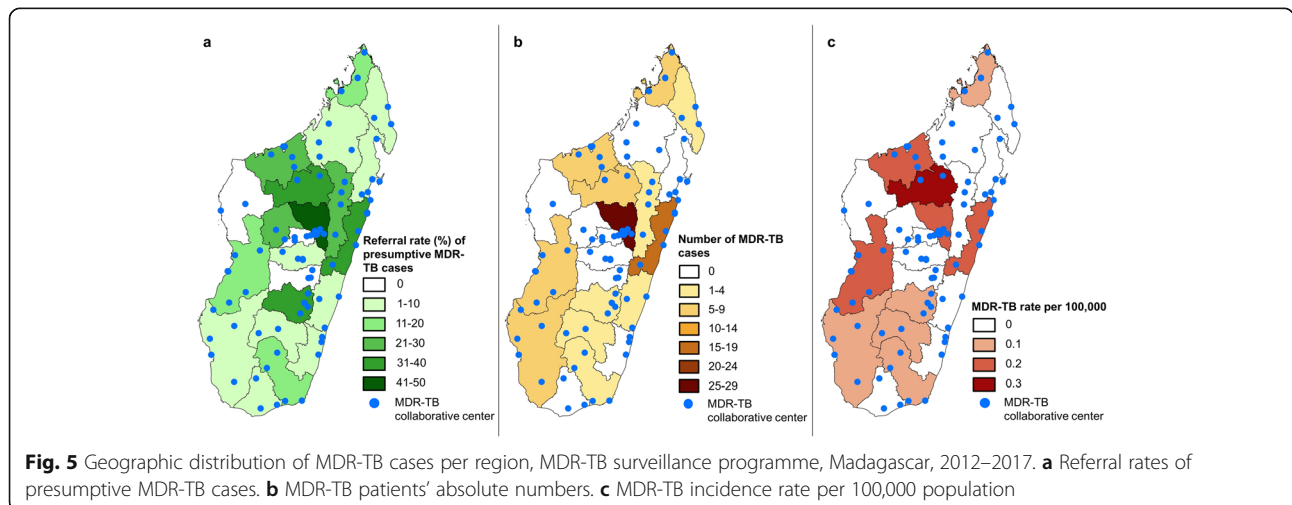 a
Referral rate (%) of
presumptive MDR-
TB cases
0
1-10
11-20
21-30
31-40
41-50
MDR-TB
collaborative center
b
Number of MDR-TB
cases
0
1-4
5-9
10-14
15-19
20-24
25-29
MDR-TB
collaborative center
c
MDR-TB rate per 100,000
0
0.1
0.2
0.3
MDR-TB
collaborative center
Fig. 5 Geographic distribution of MDR-TB cases per region, MDR-TB surveillance programme, Madagascar, 2012–2017. a Referral rates of
presumptive MDR-TB cases. b MDR-TB patients' absolute numbers. c MDR-TB incidence rate per 100,000 population